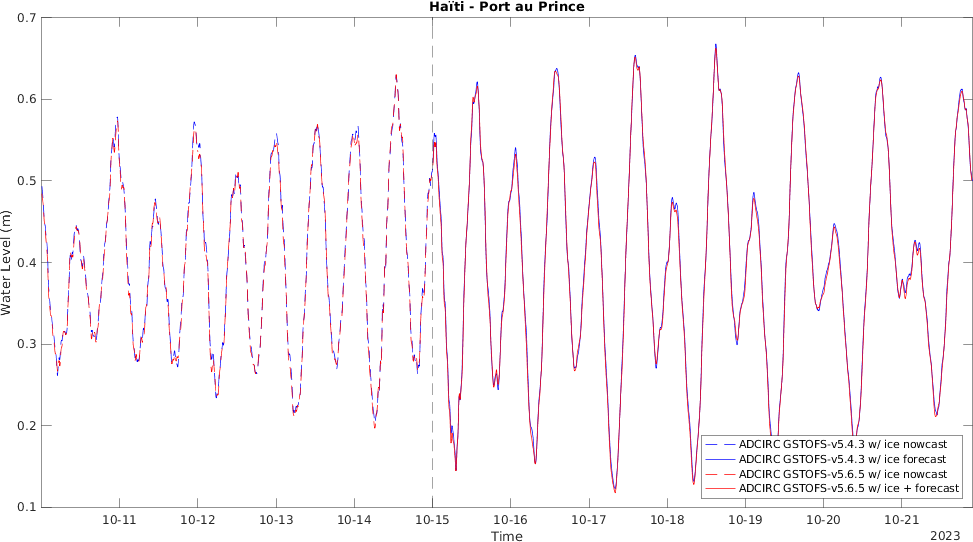 Haïti - Port au Prince
Water Level (m)
0.7
0.6
0.5
0.4
0.3
0.2
0.1
ADCIRC GSTOFS-v5.4.3 w/ ice nowcast
ADCIRC GSTOFS-v5.4.3 w/ ice forecast
ADCIRC GSTOFS-v5.6.5 w/ ice nowcast
ADCIRC GSTOFS-v5.6.5 w/ ice + forecast
10-11 10-12 10-13 10-14 10-15 10-16 10-17 10-18 10-19 10-20 10-21
Time
2023